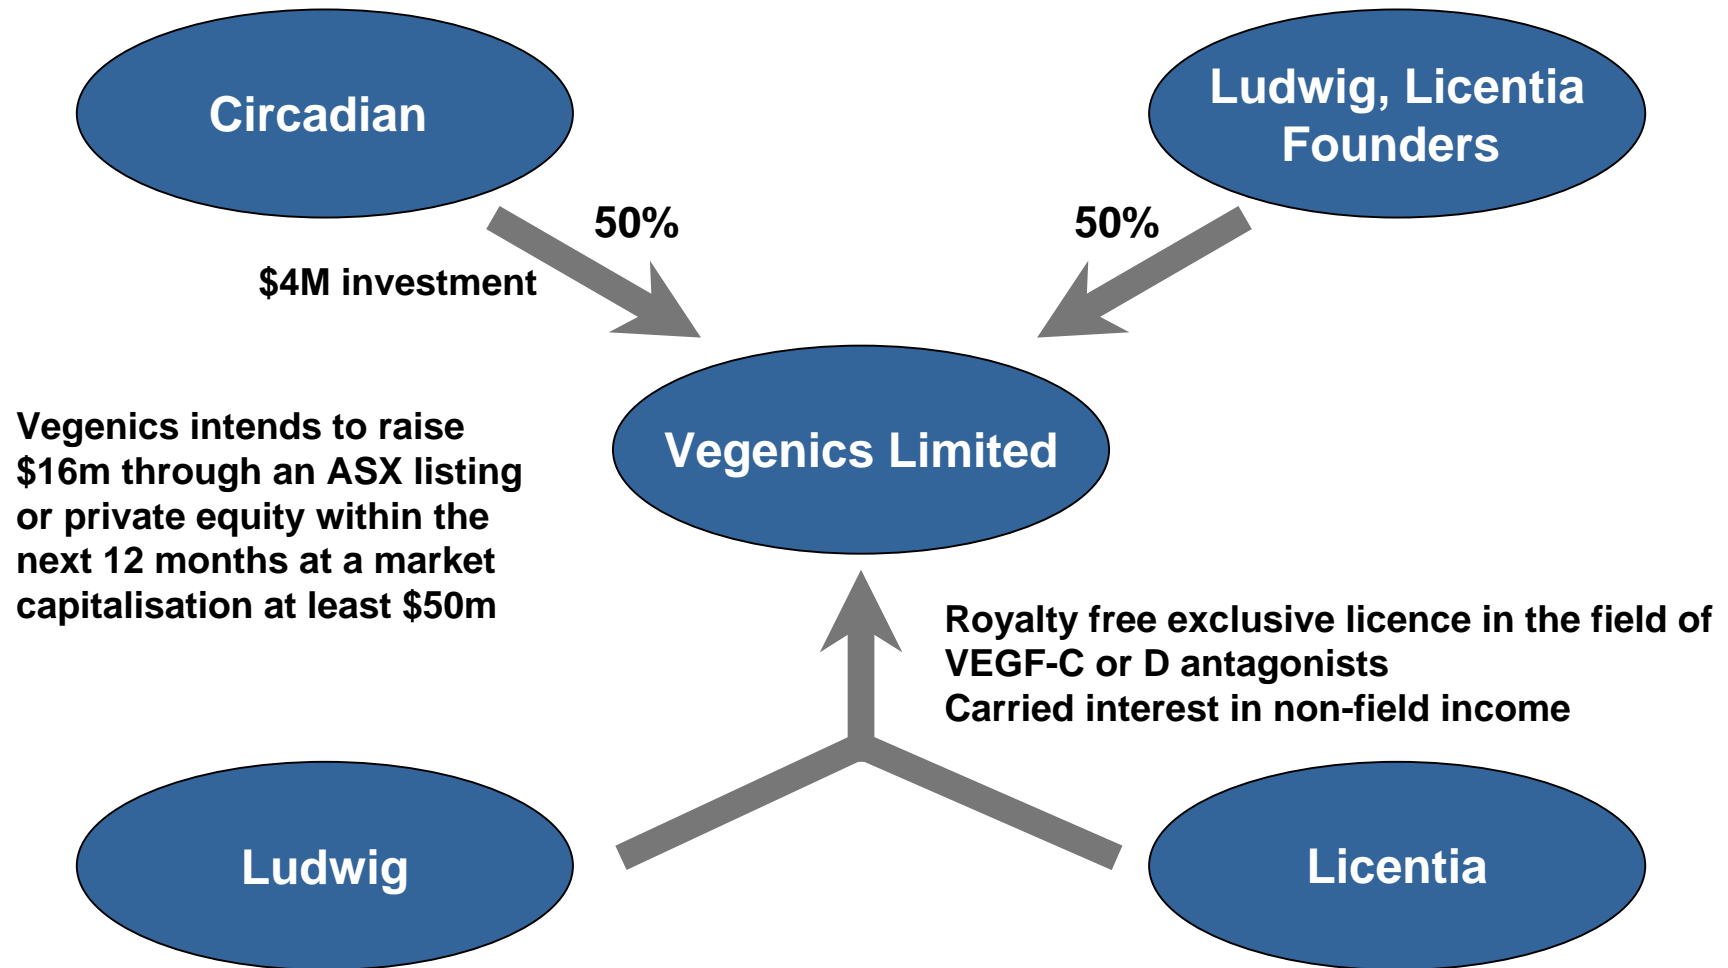 Circadian
Ludwig, Licentia
Founders
50%
50%
$4M investment
Vegenics Limited
Vegenics intends to raise
$16m through an ASX listing
or private equity within the
next 12 months at a market
capitalisation at least $50m
Royalty free exclusive licence in the field of
VEGF-C or D antagonists
Carried interest in non-field income
Ludwig
Licentia